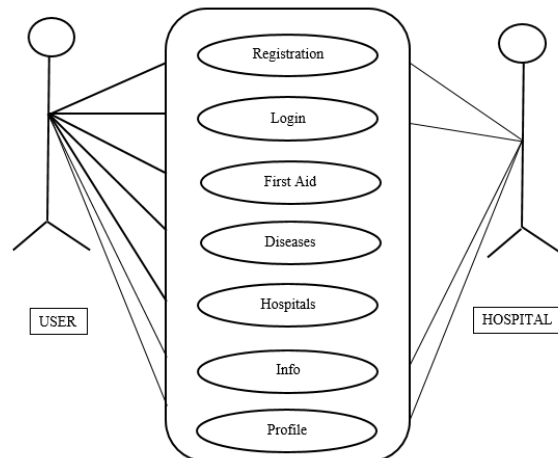 Registration
Login
First Aid
Diseases
Hospitals
USER
HOSPITAL
Info
Profile